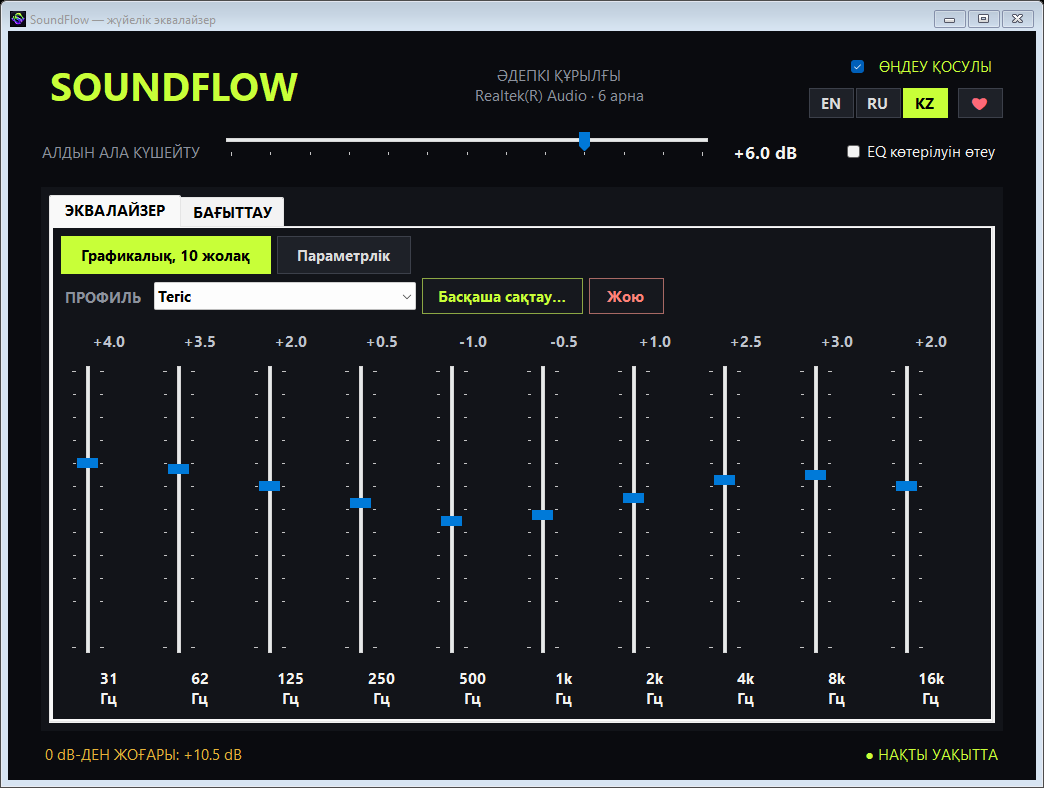 SoundFlow — жүйелік эквалайзер
SOUNDFLOW
ӘДЕПКІ ҚҰРЫЛҒЫ
Realtek(R) Audio · 6 арна
ӨҢДЕУ ҚОСУЛЫ
EN RU KZ
АЛДЫН АЛА КҮШЕЙТУ
+6.0 dB
EQ көтерілуін өтеу
ЭКВАЛАЙЗЕР БАҒЫТТАУ
Графикалық, 10 жолақ Параметрлік
ПРОФИЛЬ Teric Басқаша сақтау... Жою
+4.0 +3.5 +2.0 +0.5 -1.0 -0.5 +1.0 +2.5 +3.0 +2.0
31 62 125 250 500 1k 2k 4k 8k 16k
Гц Гц Гц Гц Гц Гц Гц Гц Гц Гц
0 dB-ДЕН ЖОҒАРЫ: +10.5 dB
● НАҚТЫ УАҚЫТТА